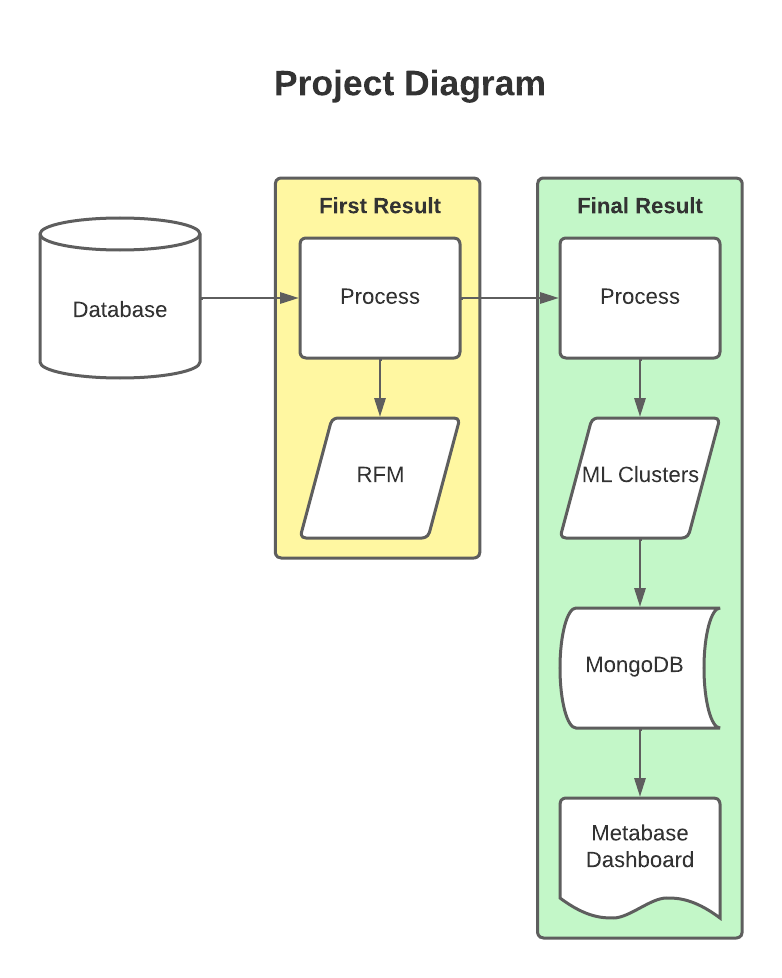 Project Diagram
Database
First Result
Process
RFM
Final Result
Process
ML Clusters
MongoDB
Metabase
Dashboard